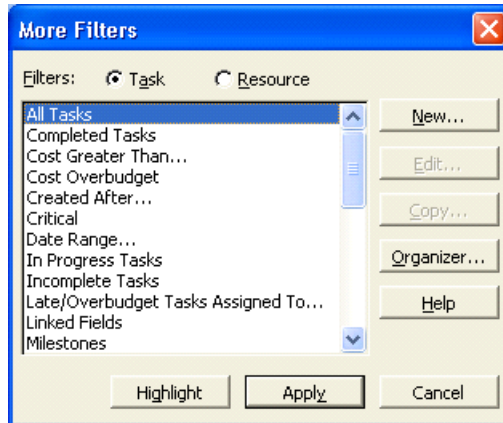 More Filters
Filters: Task Resource
All Tasks
Completed Tasks
Cost Greater Than...
Cost Overbudget
Created After...
Critical
Date Range...
In Progress Tasks
Incomplete Tasks
Late/Overbudget Tasks Assigned To...
Linked Fields
Milestones
New...
Edit...
Copy...
Organizer...
Help
Highlight Apply Cancel